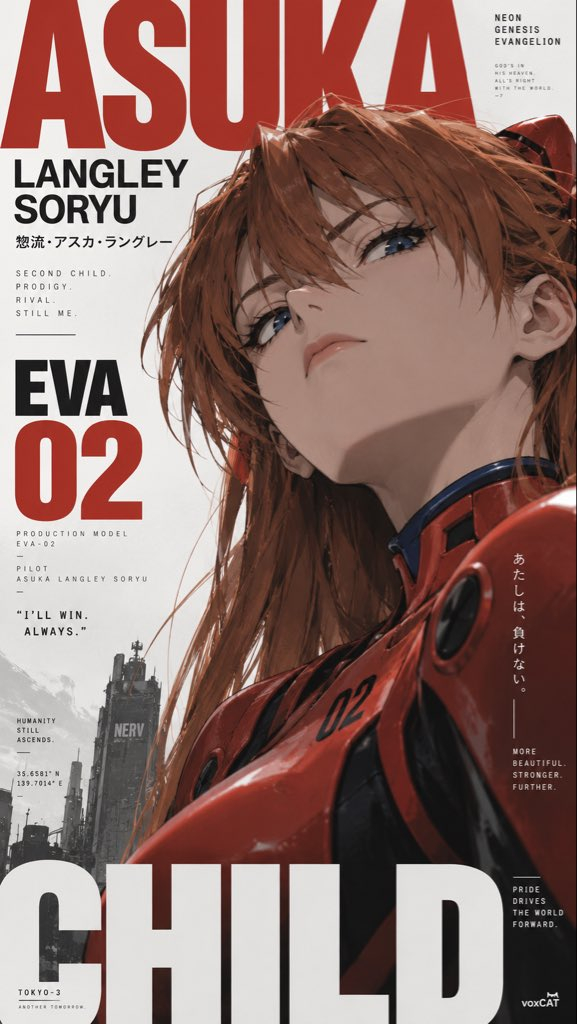 ASUKA
NEON
GENESIS
EVANGELION
GOD'S IN
HIS HEAVEN,
ALL'S RIGHT
WITH THE WORLD.
LANGLEY
SORYU
惣流・アスカ・ラングレー
SECOND CHILD.
PRODIGY.
RIVAL.
STILL ME.
EVA
02
PRODUCTION MODEL
EVA-02
PILOT
ASUKA LANGLEY SORYU
“I'LL WIN.
ALWAYS.”
あたしは、負けない。
02
NERV
HUMANITY
STILL
ASCENDS.
35.6581° N
139.7014° E
MORE
BEAUTIFUL.
STRONGER.
FURTHER.
CHILD
PRIDE
DRIVES
THE WORLD
FORWARD.
TOKYO-3
ANOTHER TOMORROW.
voxCAT